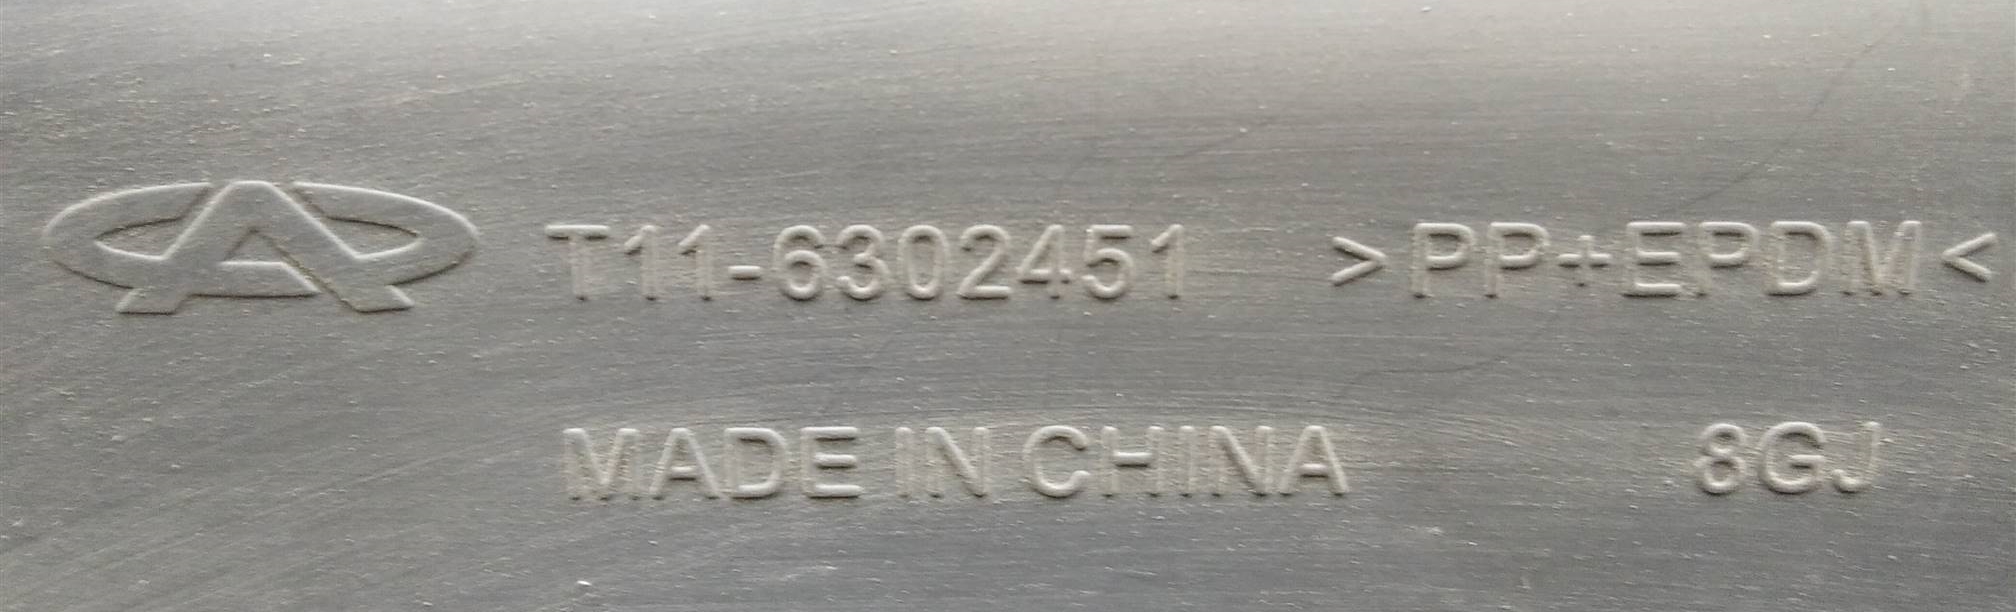 T11-6302451 >PP+EPDM<
MADE IN CHINA 8GJ